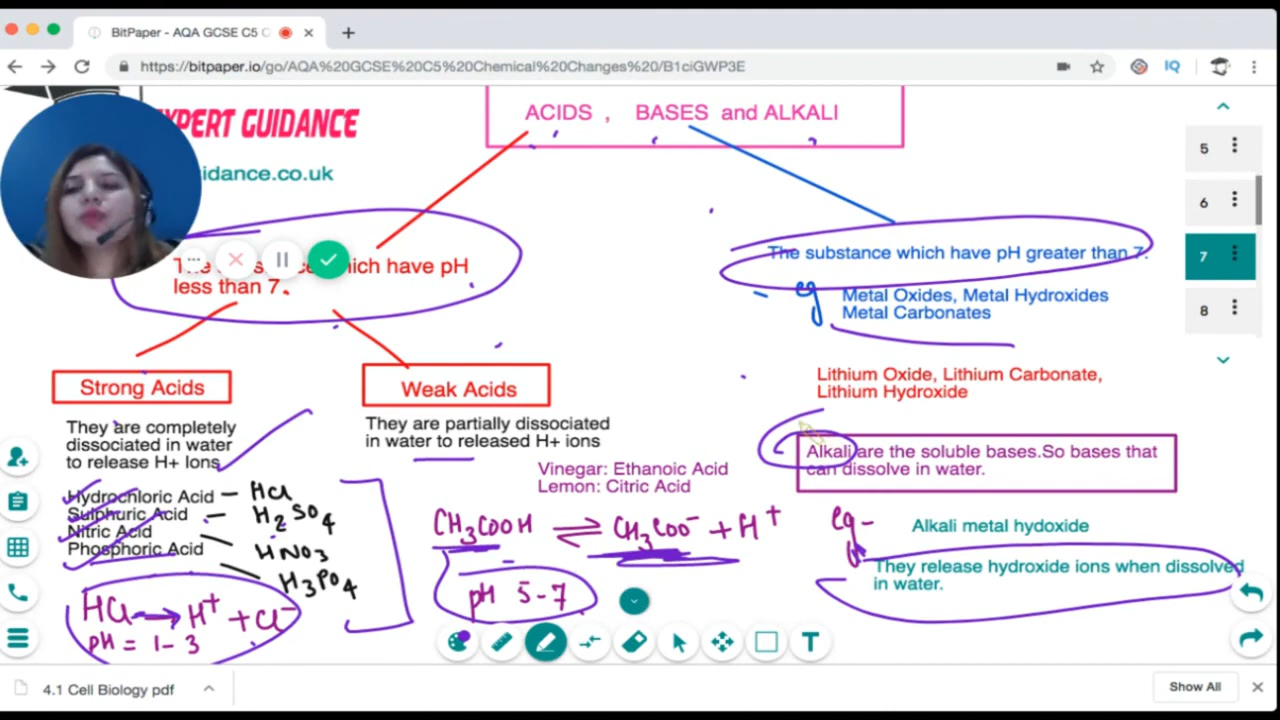 BitPaper - AQA GCSE C5 C
https://bitpaper.io/go/AQA%20GCSE%20C5%20Chemical%20Changes%20/B1ciGWP3E
IQ
EXPERT GUIDANCE
idance.co.uk
ACIDS , BASES and ALKALI
5
6
7
8
The which have pH
less than 7.
The substance which have pH greater than 7.
eg Metal Oxides, Metal Hydroxides
Metal Carbonates
Strong Acids
Weak Acids
They are completely
dissociated in water
to release H+ Ions
They are partially dissociated
in water to released H+ ions
Lithium Oxide, Lithium Carbonate,
Lithium Hydroxide
Alkali are the soluble bases.So bases that
can dissolve in water.
Vinegar: Ethanoic Acid
Lemon: Citric Acid
Hydrochloric Acid - HCl
Sulphuric Acid - H2SO4
Nitric Acid HNO3
Phosphoric Acid H3PO4
CH3COOH ⇌ CH3COO- + H+
pH 5-7
eg- Alkali metal hydoxide
They release hydroxide ions when dissolved
in water.
HCl → H+ + Cl-
pH = 1-3
T
4.1 Cell Biology pdf
Show All